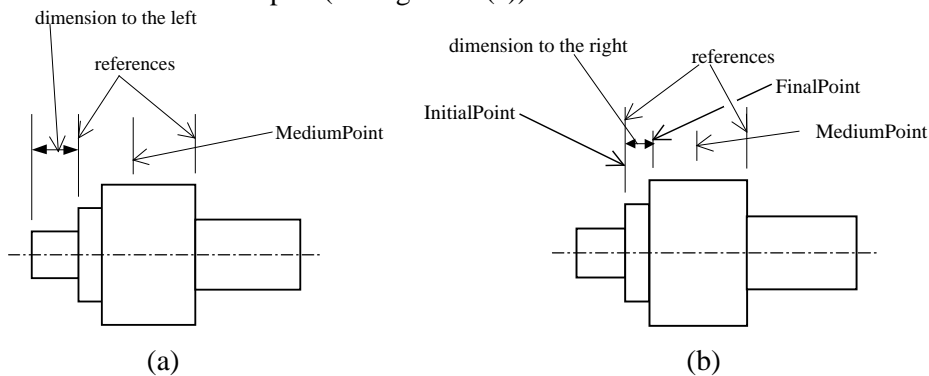 dimension to the left
references
MediumPoint
(a)
dimension to the right
references
FinalPoint
InitialPoint
MediumPoint
(b)